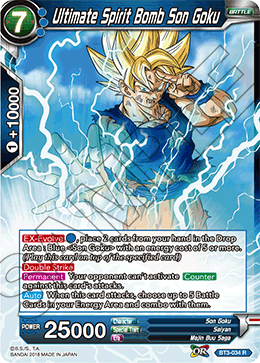 7
Ultimate Spirit Bomb Son Goku
BATTLE
1 +10000
EX-Evolve , place 2 cards from your hand in the Drop
Area : Blue <Son Goku> with an energy cost of 5 or more.
(Play this card on top of the specified card)
Double Strike
Permanent Your opponent can't activate Counter
against this card's attacks.
Auto When this card attacks, choose up to 5 Battle
Cards in your Energy Area and combo with them.
POWER 25000
Character Son Goku
Special Trait Saiyan
Era Majin Buu Saga
©B.S./S., T.A.
BANDAI 2018 MADE IN JAPAN
BT3-034 R